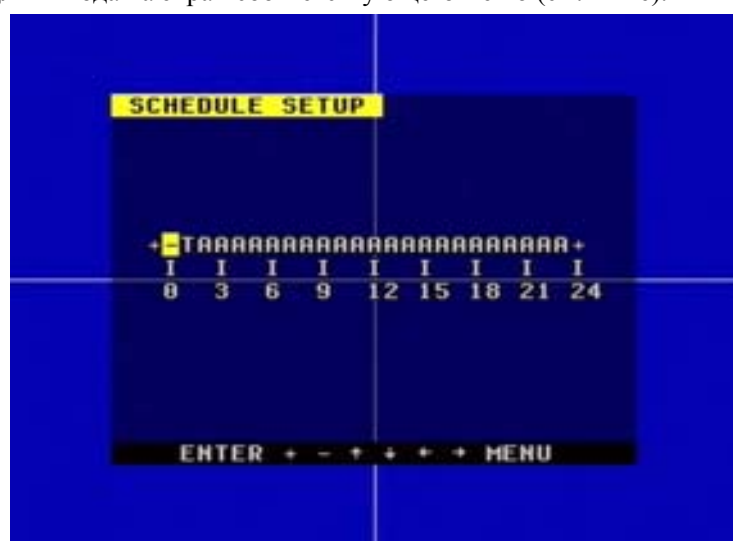 SCHEDULE SETUP
+-TAAAAAAAAAAAAAAAAAAAAAA+
I I I I I I I I I
0 3 6 9 12 15 18 21 24
ENTER + - ↑ ↓ ← → MENU